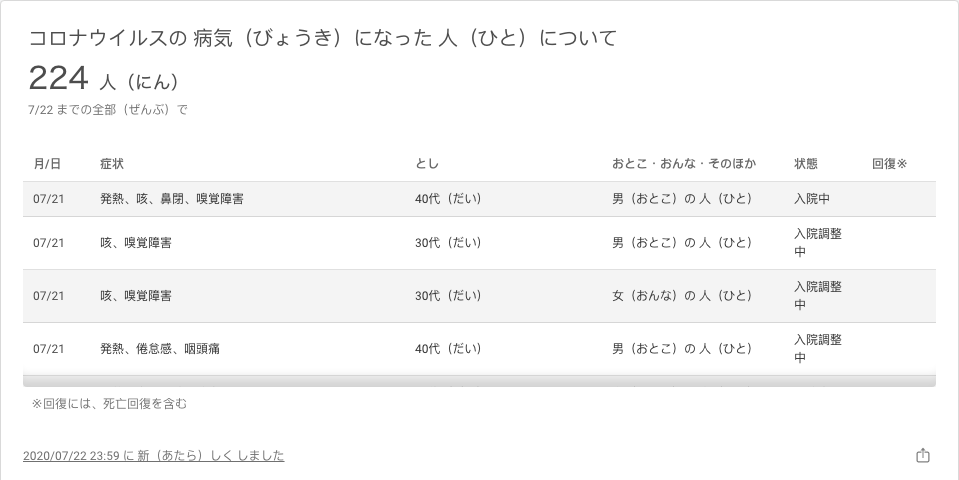 コロナウイルスの 病気（びょうき）になった 人（ひと）について
224 人（にん）
7/22 までの全部（ぜんぶ）で
月/日 症状 とし おとこ・おんな・そのほか 状態 回復※
07/21 発熱、咳、鼻閉、嗅覚障害 40代（だい） 男（おとこ）の 人（ひと） 入院中
07/21 咳、嗅覚障害 30代（だい） 男（おとこ）の 人（ひと） 入院調整
中
07/21 咳、嗅覚障害 30代（だい） 女（おんな）の 人（ひと） 入院調整
中
07/21 発熱、倦怠感、咽頭痛 40代（だい） 男（おとこ）の 人（ひと） 入院調整
中
※回復には、死亡回復を含む
2020/07/22 23:59 に 新（あたら）しく しました